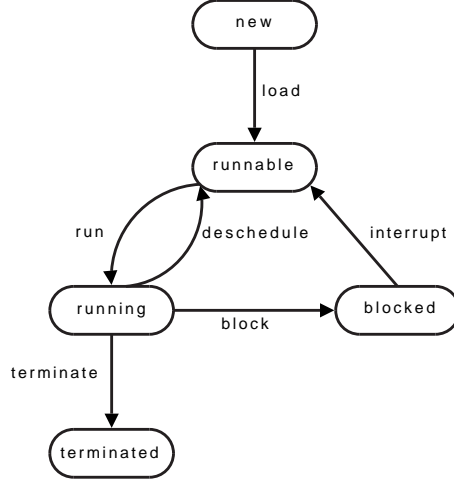 new
load
runnable
run
deschedule
interrupt
running
block
blocked
terminate
terminated